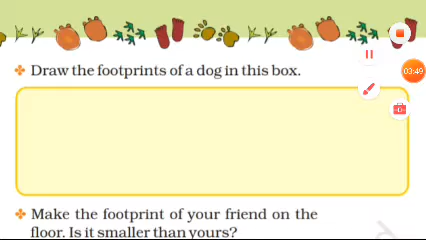 03:49
❖ Draw the footprints of a dog in this box.
❖ Make the footprint of your friend on the
floor. Is it smaller than yours?